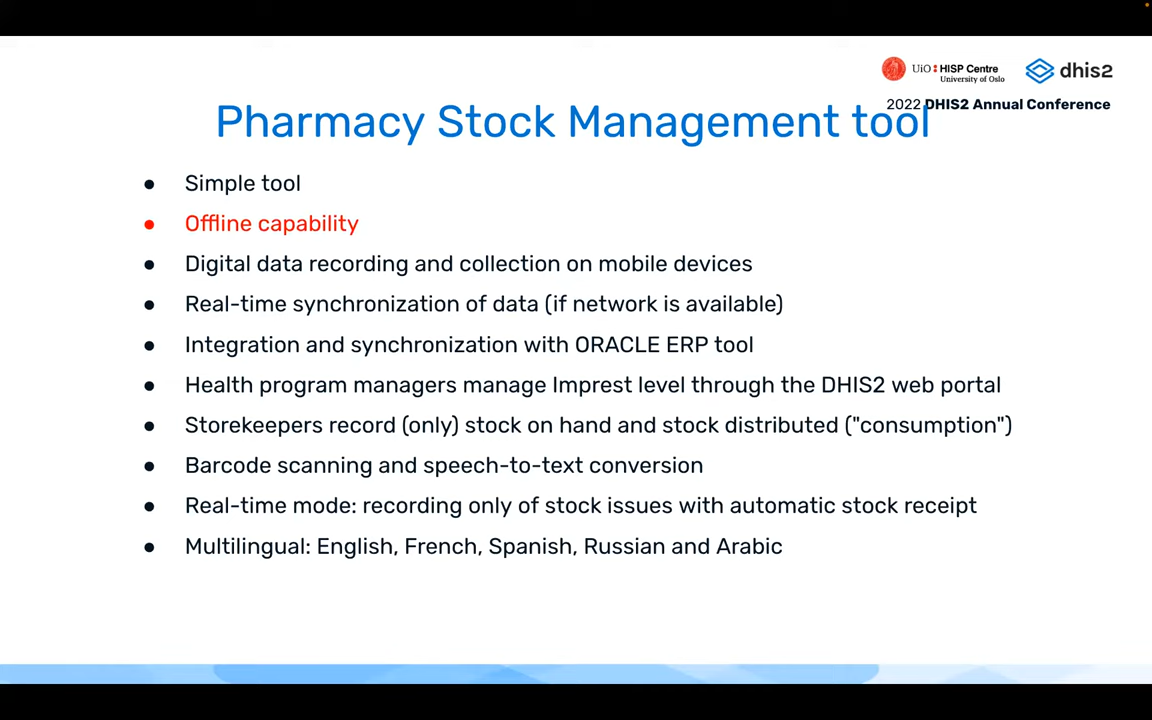 UiO HISP Centre
University of Oslo
dhis2
2022 DHIS2 Annual Conference
Pharmacy Stock Management tool
• Simple tool
• Offline capability
• Digital data recording and collection on mobile devices
• Real-time synchronization of data (if network is available)
• Integration and synchronization with ORACLE ERP tool
• Health program managers manage Imprest level through the DHIS2 web portal
• Storekeepers record (only) stock on hand and stock distributed ("consumption")
• Barcode scanning and speech-to-text conversion
• Real-time mode: recording only of stock issues with automatic stock receipt
• Multilingual: English, French, Spanish, Russian and Arabic